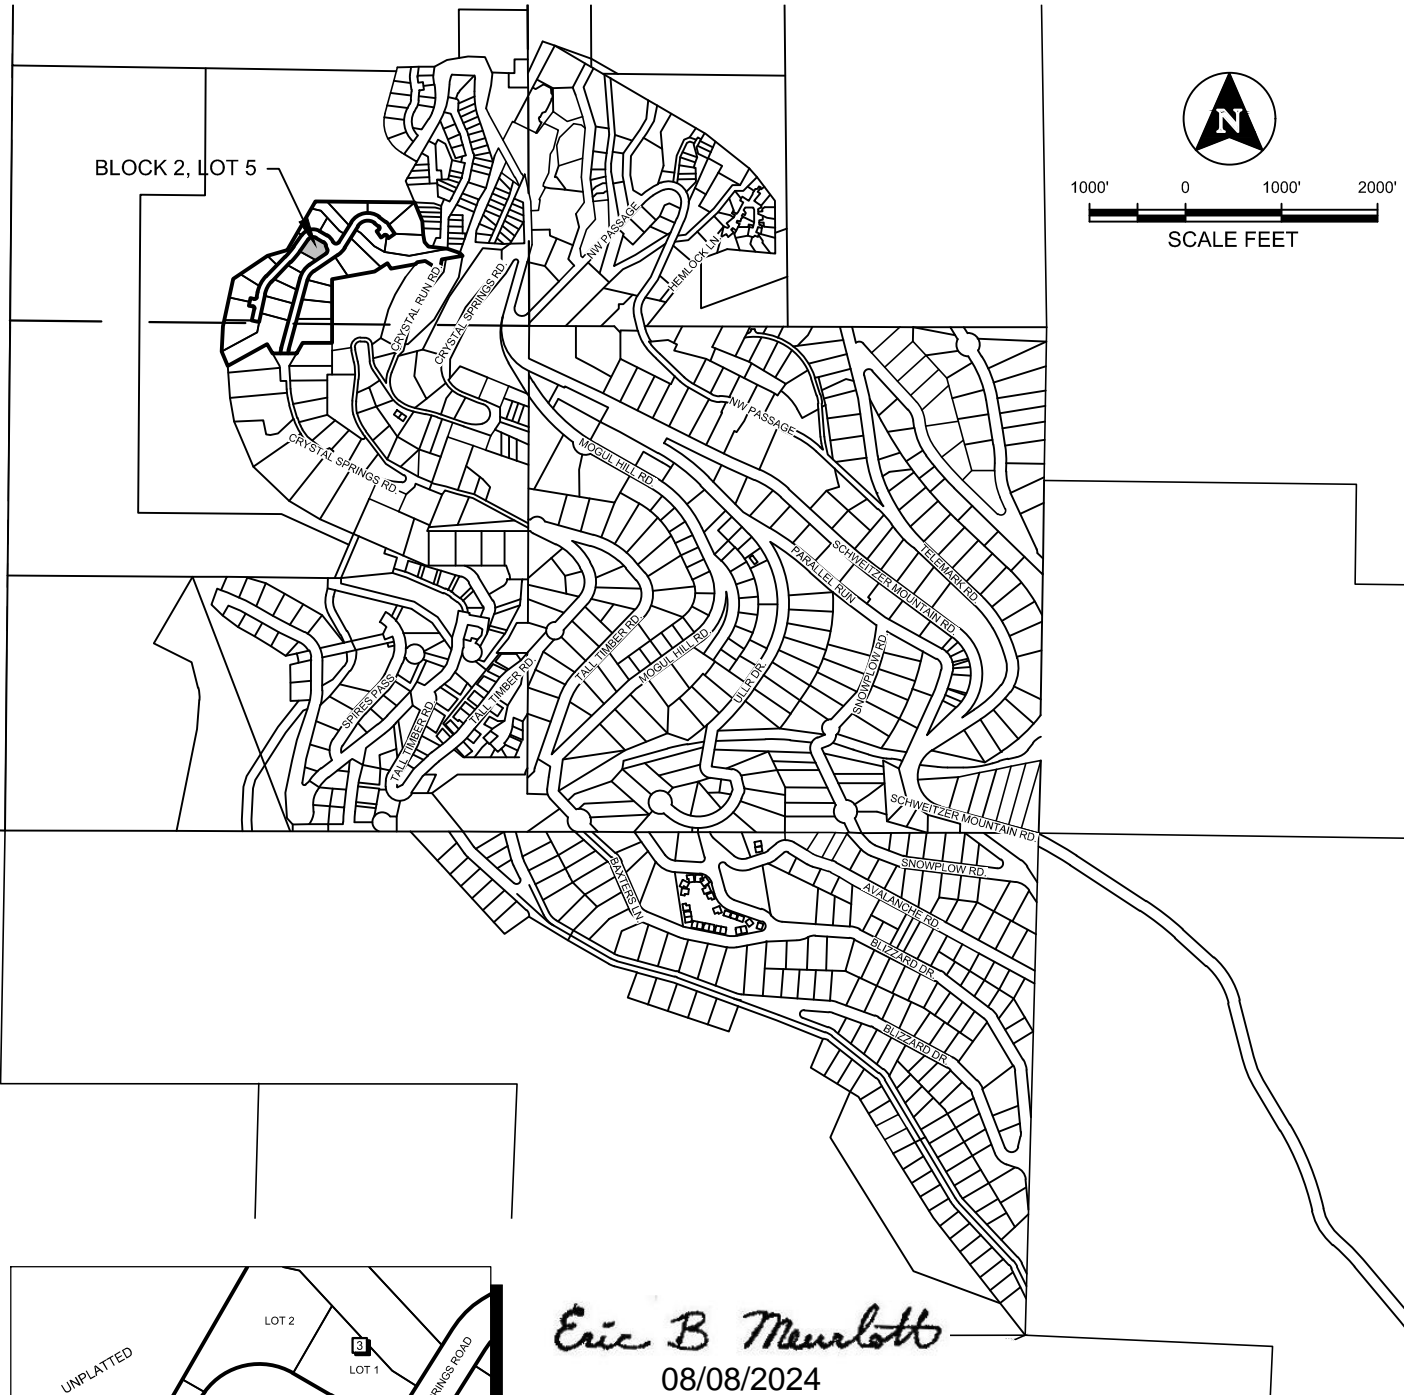 N
1000' 0 1000' 2000'
SCALE FEET
BLOCK 2, LOT 5
NW PASSAGE
HEMLOCK LN.
CRYSTAL RUN RD.
CRYSTAL SPRINGS RD.
NW PASSAGE
CRYSTAL SPRINGS RD.
MOGUL HILL RD.
PARALLEL RUN
SCHWEITZER MOUNTAIN RD.
TELEMARK RD.
TALL TIMBER RD.
MOGUL HILL RD.
ULLR DR.
SNOWPLOW RD.
SPIRES PASS
TALL TIMBER RD.
TALL TIMBER RD.
SCHWEITZER MOUNTAIN RD.
SNOWPLOW RD.
BAXTERS LN.
AVALANCHE RD.
BLIZZARD DR.
BLIZZARD DR.
LOT 2
3
UNPLATTED
LOT 1
RINGS ROAD
Eric B Meurlott
08/08/2024